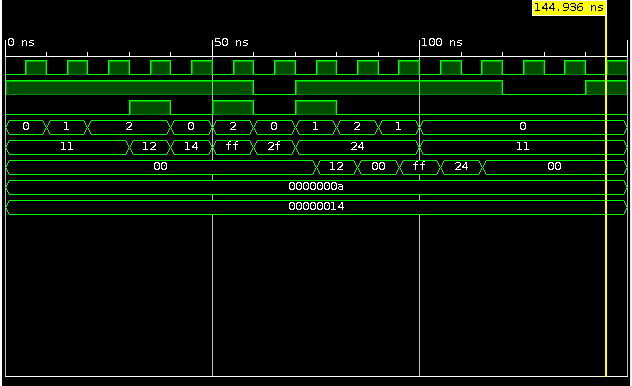 144.936 ns
0 ns 50 ns 100 ns
0 1 2 0 2 0 1 2 1 0
11 12 14 ff 2f 24 11
00 12 00 ff 24 00
0000000a
00000014